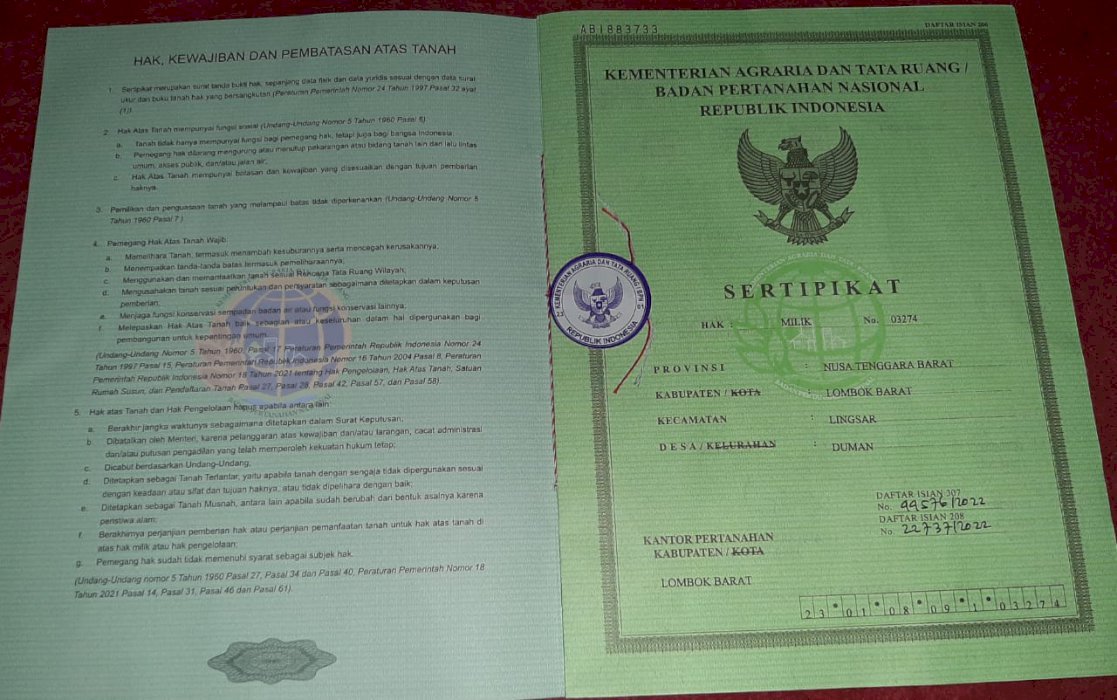 HAK, KEWAJIBAN DAN PEMBATASAN ATAS TANAH
1. Sertipikat merupakan surat tanda bukti hak, sepanjang data fisik dan data yuridis sesuai dengan data surat
ukur dan buku tanah hak yang bersangkutan (Peraturan Pemerintah Nomor 24 Tahun 1997 Pasal 32 ayat
(1)).
2. Hak Atas Tanah mempunyai fungsi sosial (Undang-Undang Nomor 5 Tahun 1960 Pasal 6)
a. Tanah tidak hanya mempunyai fungsi bagi pemegang hak, tetapi juga bagi bangsa Indonesia
b. Pemegang hak dilarang mengurung atau menutup pekarangan atau bidang tanah lain dari lalu lintas
umum, akses publik, dan/atau jalan air.
c. Hak Atas Tanah mempunyai batasan dan kewajiban yang disesuaikan dengan tujuan pemberian
haknya.
3. Pemilikan dan penguasaan tanah yang melampaui batas tidak diperkenankan (Undang-Undang Nomor 5
Tahun 1960 Pasal 7 )
4. Pemegang Hak Atas Tanah Wajib:
a. Memelihara Tanah, termasuk menambah kesuburannya serta mencegah kerusakannya,
b. Menempatkan tanda-tanda batas termasuk pemeliharaannya;
c. Menggunakan dan memanfaatkan tanah sesuai Rencana Tata Ruang Wilayah;
d. Mengusahakan tanah sesuai peruntukan dan persyaratan sebagaimana ditetapkan dalam keputusan
pemberian;
e. Menjaga fungsi konservasi sempadan badan air atau fungsi konservasi lainnya;
f. Melepaskan Hak Atas Tanah baik sebagian atau keseluruhan dalam hal dipergunakan bagi
pembangunan untuk kepentingan umum.
(Undang-Undang Nomor 5 Tahun 1960, Pasal 17, Peraturan Pemerintah Republik Indonesia Nomor 24
Tahun 1997 Pasal 15, Peraturan Pemerintah Republik Indonesia Nomor 16 Tahun 2004 Pasal 8, Peraturan
Pemerintah Republik Indonesia Nomor 18 Tahun 2021 tentang Hak Pengelolaan, Hak Atas Tanah, Satuan
Rumah Susun, dan Pendaftaran Tanah Pasal 27, Pasal 28, Pasal 42, Pasal 57, dan Pasal 58).
5. Hak atas Tanah dan Hak Pengelolaan hapus apabila antara lain:
a. Berakhir jangka waktunya sebagaimana ditetapkan dalam Surat Keputusan;
b. Dibatalkan oleh Menteri, karena pelanggaran atas kewajiban dan/atau larangan, cacat administrasi
dan/atau putusan pengadilan yang telah memperoleh kekuatan hukum tetap;
c. Dicabut berdasarkan Undang-Undang;
d. Ditetapkan sebagai Tanah Terlantar, yaitu apabila tanah dengan sengaja tidak dipergunakan sesuai
dengan keadaan atau sifat dan tujuan haknya, atau tidak dipelihara dengan baik;
e. Ditetapkan sebagai Tanah Musnah, antara lain apabila sudah berubah dari bentuk asalnya karena
peristiwa alam;
f. Berakhirnya perjanjian pemberian hak atau perjanjian pemanfaatan tanah untuk hak atas tanah di
atas hak milik atau hak pengelolaan;
g. Pemegang hak sudah tidak memenuhi syarat sebagai subjek hak.
(Undang-Undang nomor 5 Tahun 1960 Pasal 27, Pasal 34 dan Pasal 40, Peraturan Pemerintah Nomor 18
Tahun 2021 Pasal 14, Pasal 31, Pasal 46 dan Pasal 61).
KEMENTERIAN AGRARIA DAN TATA RUANG/BPN
REPUBLIK INDONESIA
AB1883733
DAFTAR ISIAN 206
KEMENTERIAN AGRARIA DAN TATA RUANG /
BADAN PERTANAHAN NASIONAL
REPUBLIK INDONESIA
SERTIPIKAT
HAK : MILIK No. 03274
PROVINSI : NUSA TENGGARA BARAT
KABUPATEN / KOTA LOMBOK BARAT
KECAMATAN LINGSAR
DESA / KELURAHAN : DUMAN
DAFTAR ISIAN 307
No. 99576/2022
DAFTAR ISIAN 208
No. 22737/2022
KANTOR PERTANAHAN
KABUPATEN / KOTA
LOMBOK BARAT
23 • 01 • 08 • 09 • 1 • 03274